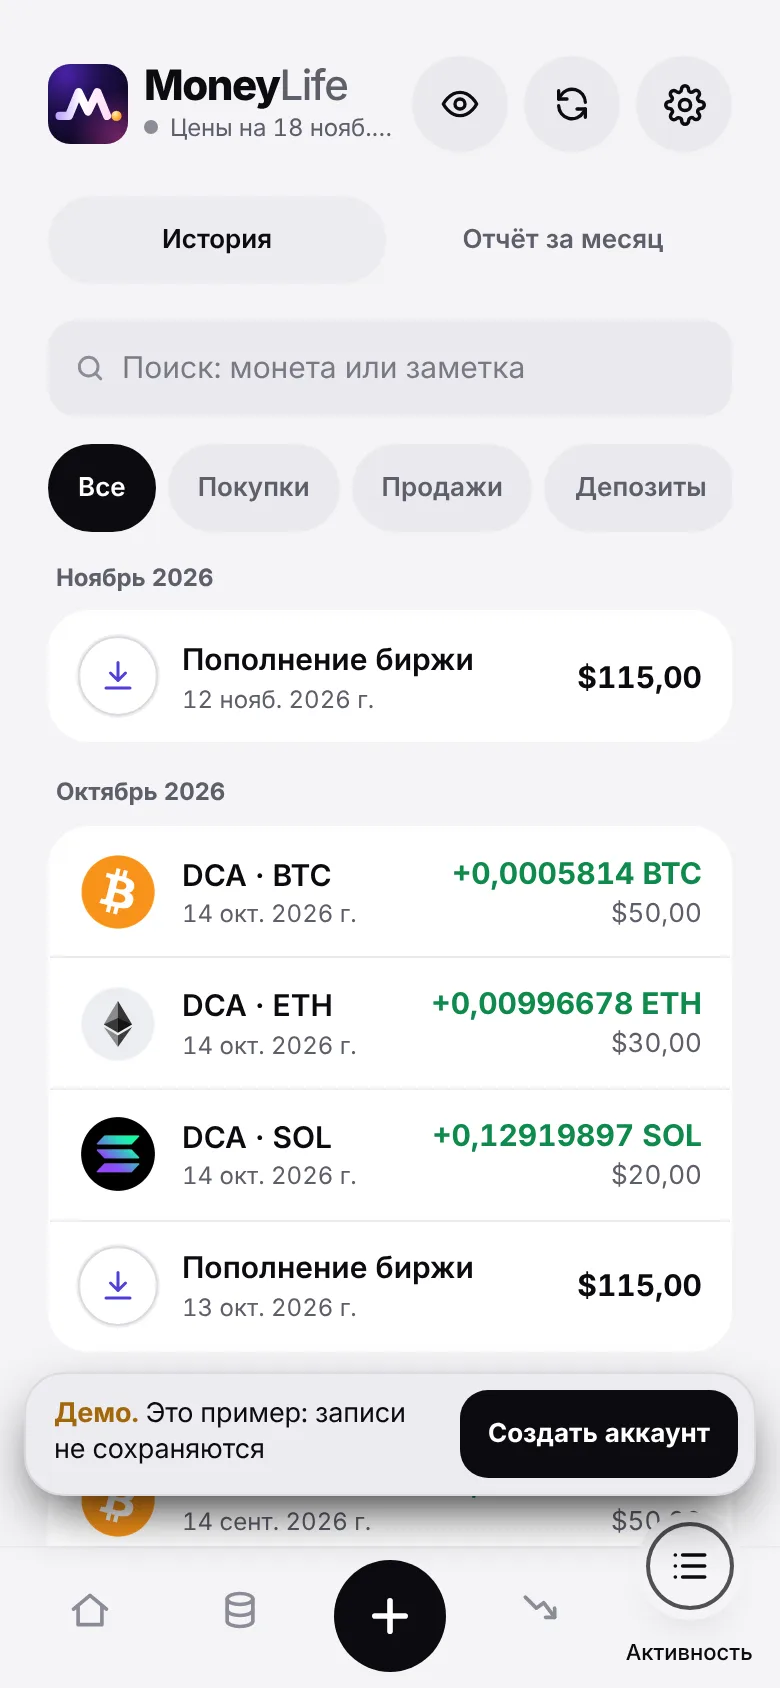 MoneyLife
Цены на 18 нояб....
История
Отчёт за месяц
Поиск: монета или заметка
Все
Покупки
Продажи
Депозиты
Ноябрь 2026
Пополнение биржи
$115,00
12 нояб. 2026 г.
Октябрь 2026
DCA · BTC
+0,0005814 BTC
14 окт. 2026 г.
$50,00
DCA · ETH
+0,00996678 ETH
14 окт. 2026 г.
$30,00
DCA · SOL
+0,12919897 SOL
14 окт. 2026 г.
$20,00
Пополнение биржи
$115,00
13 окт. 2026 г.
Демо. Это пример: записи
не сохраняются
Создать аккаунт
14 сент. 2026 г.
Активность